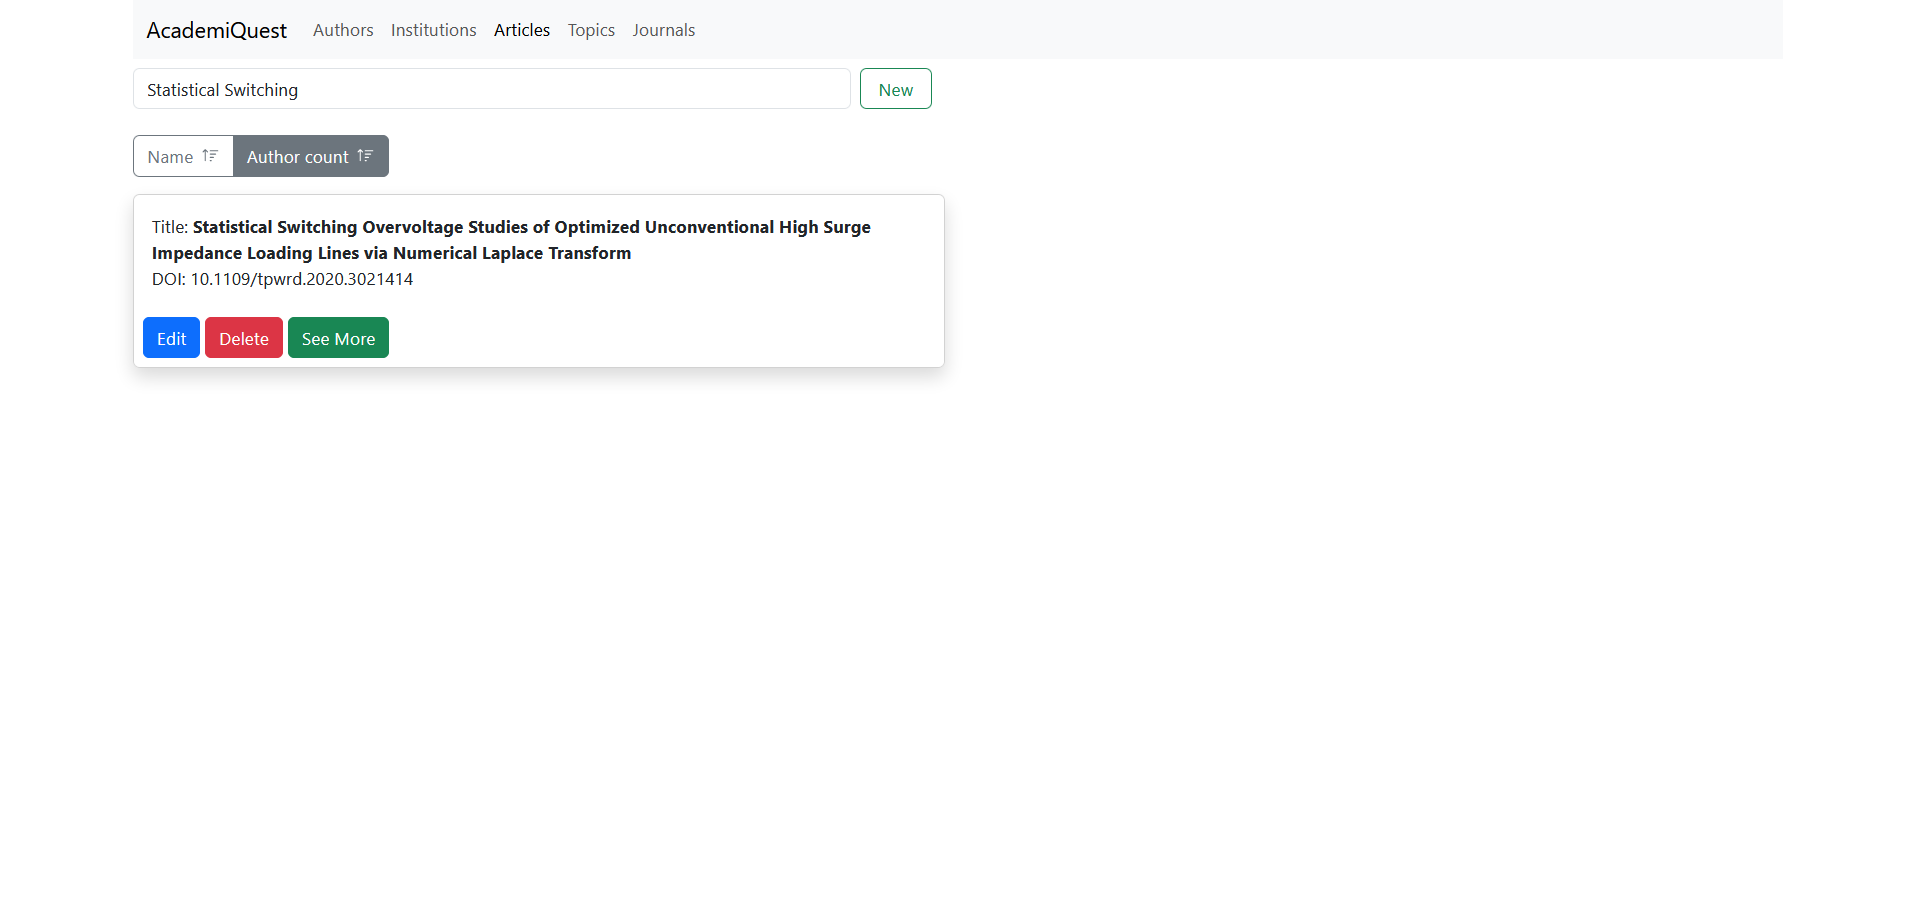 AcademiQuest Authors Institutions Articles Topics Journals
Statistical Switching New
Name Author count
Title: Statistical Switching Overvoltage Studies of Optimized Unconventional High Surge
Impedance Loading Lines via Numerical Laplace Transform
DOI: 10.1109/tpwrd.2020.3021414
Edit Delete See More